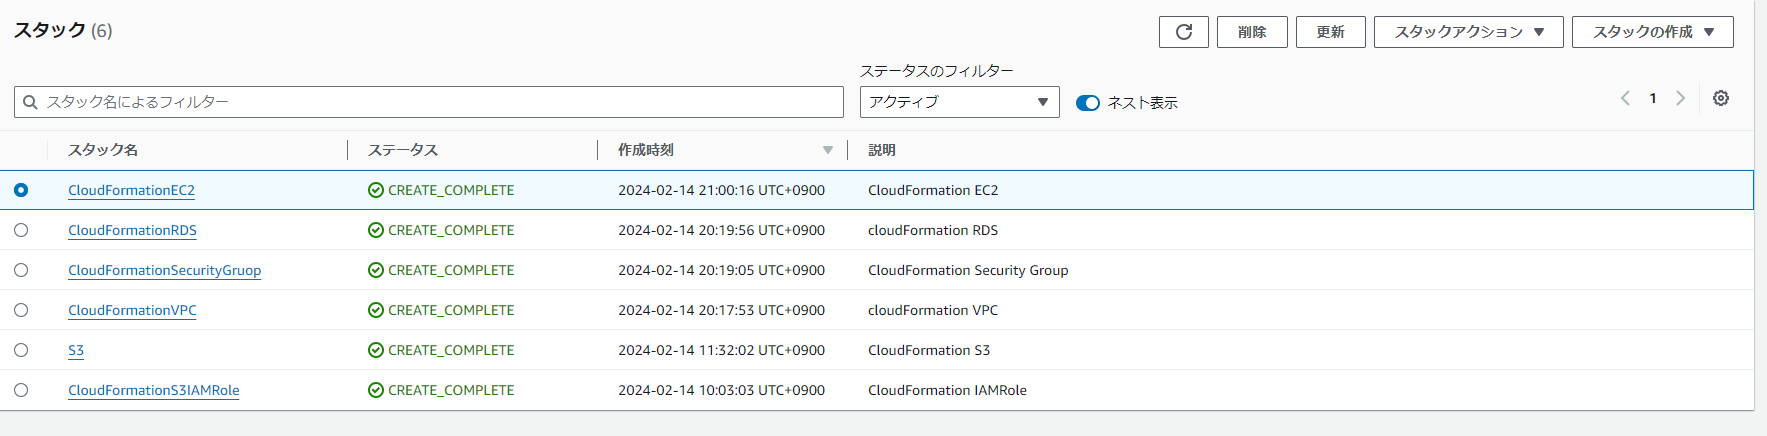 スタック (6)
削除 更新 スタックアクション スタックの作成
ステータスのフィルター
スタック名によるフィルター アクティブ ネスト表示 1
スタック名 ステータス 作成時刻 説明
CloudFormationEC2 CREATE_COMPLETE 2024-02-14 21:00:16 UTC+0900 CloudFormation EC2
CloudFormationRDS CREATE_COMPLETE 2024-02-14 20:19:56 UTC+0900 cloudFormation RDS
CloudFormationSecurityGruop CREATE_COMPLETE 2024-02-14 20:19:05 UTC+0900 CloudFormation Security Group
CloudFormationVPC CREATE_COMPLETE 2024-02-14 20:17:53 UTC+0900 cloudFormation VPC
S3 CREATE_COMPLETE 2024-02-14 11:32:02 UTC+0900 CloudFormation S3
CloudFormationS3IAMRole CREATE_COMPLETE 2024-02-14 10:03:03 UTC+0900 CloudFormation IAMRole